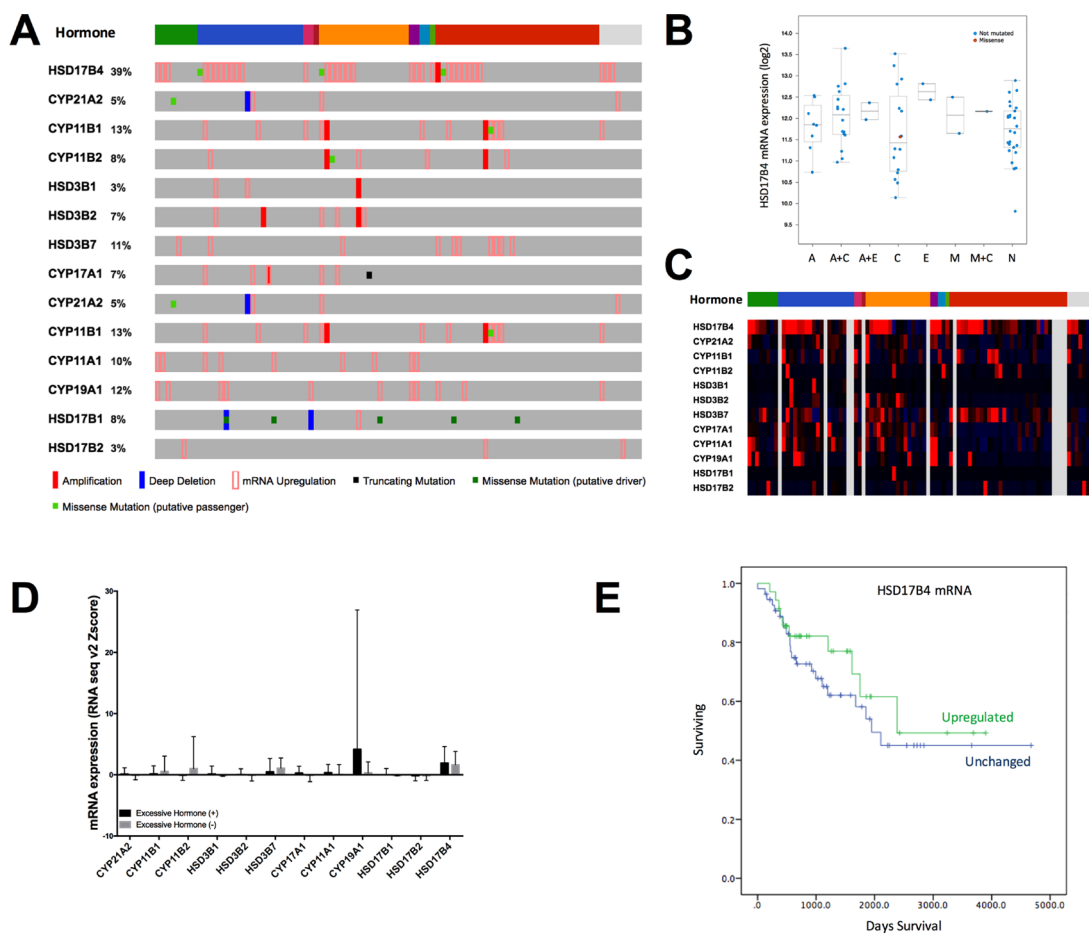 A
Hormone
HSD17B4 39%
CYP21A2 5%
CYP11B1 13%
CYP11B2 8%
HSD3B1 3%
HSD3B2 7%
HSD3B7 11%
CYP17A1 7%
CYP21A2 5%
CYP11B1 13%
CYP11A1 10%
CYP19A1 12%
HSD17B1 8%
HSD17B2 3%
Amplification Deep Deletion mRNA Upregulation Truncating Mutation Missense Mutation (putative driver)
Missense Mutation (putative passenger)
B
HSD17B4 mRNA expression (log2)
14.0
13.5
13.0
12.5
12.0
11.5
11.0
10.5
10.0
9.5
Not mutated
Missense
A A+C A+E C E M M+C N
C
Hormone
HSD17B4
CYP21A2
CYP11B1
CYP11B2
HSD3B1
HSD3B2
HSD3B7
CYP17A1
CYP11A1
CYP19A1
HSD17B1
HSD17B2
D
mRNA expression (RNA seq v2 Zscore)
30
20
10
0
-10
Excessive Hormone (+)
Excessive Hormone (-)
CYP21A2 CYP11B1 CYP11B2 HSD3B1 HSD3B2 HSD3B7 CYP17A1 CYP11A1 CYP19A1 HSD17B1 HSD17B2 HSD17B4
E
HSD17B4 mRNA
Surviving
1.0
0.8
0.6
0.4
0.2
0.0
Upregulated
Unchanged
.0 1000.0 2000.0 3000.0 4000.0 5000.0
Days Survival